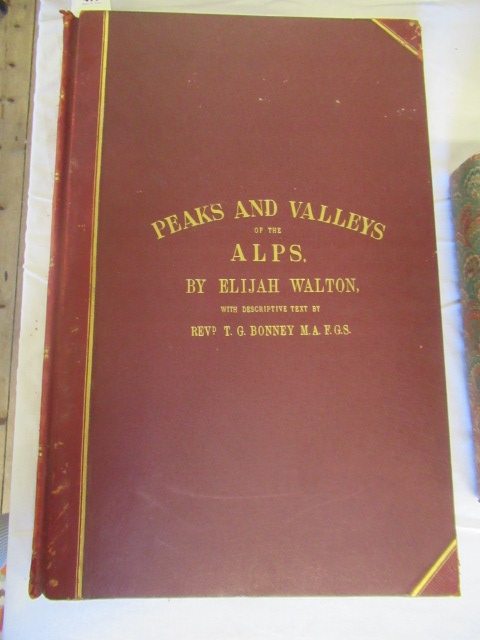 PEAKS AND VALLEYS
OF THE
ALPS.
BY ELIJAH WALTON,
WITH DESCRIPTIVE TEXT BY
REVD T. G. BONNEY M.A. F.G.S.